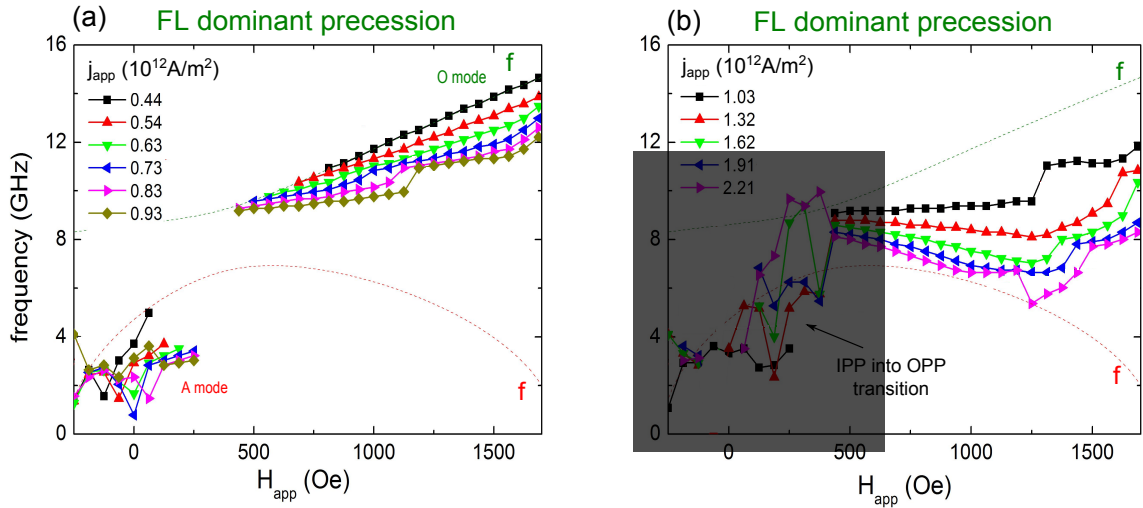 (a)
FL dominant precession
16
12
8
4
0
frequency (GHz)
j_app (10^12A/m^2)
0.44
0.54
0.63
0.73
0.83
0.93
O mode
f
A mode
f
0
500
1000
1500
H_app (Oe)
(b)
FL dominant precession
16
12
8
4
0
j_app (10^12A/m^2)
1.03
1.32
1.62
1.91
2.21
f
IPP into OPP
transition
f
0
500
1000
1500
H_app (Oe)